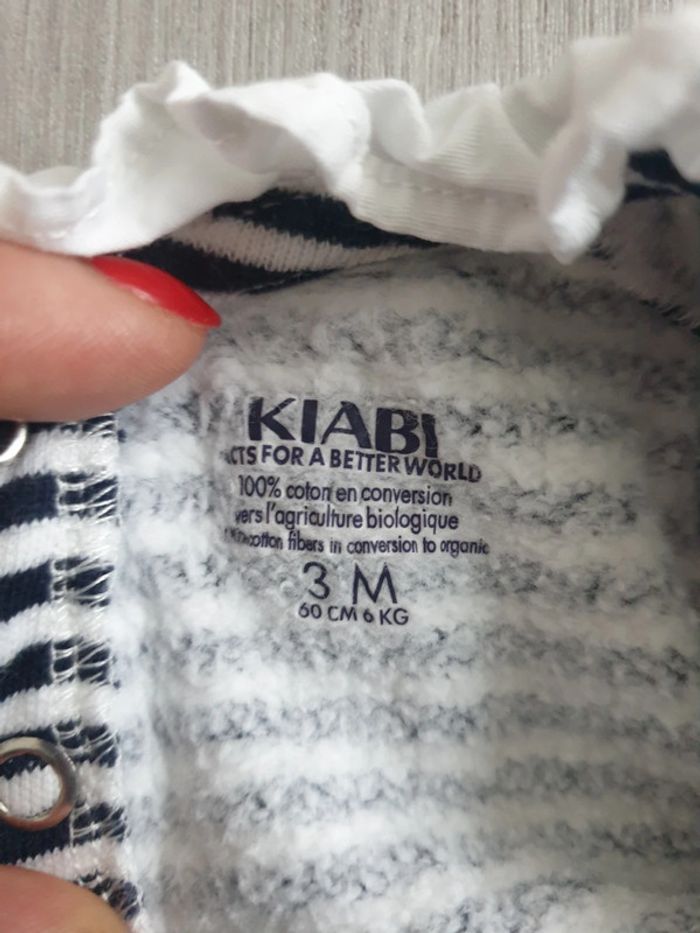 KIABI
ACTS FOR A BETTER WORLD
100% coton en conversion
vers l'agriculture biologique
cotton fibers in conversion to organic
3 M
60 CM 6 KG